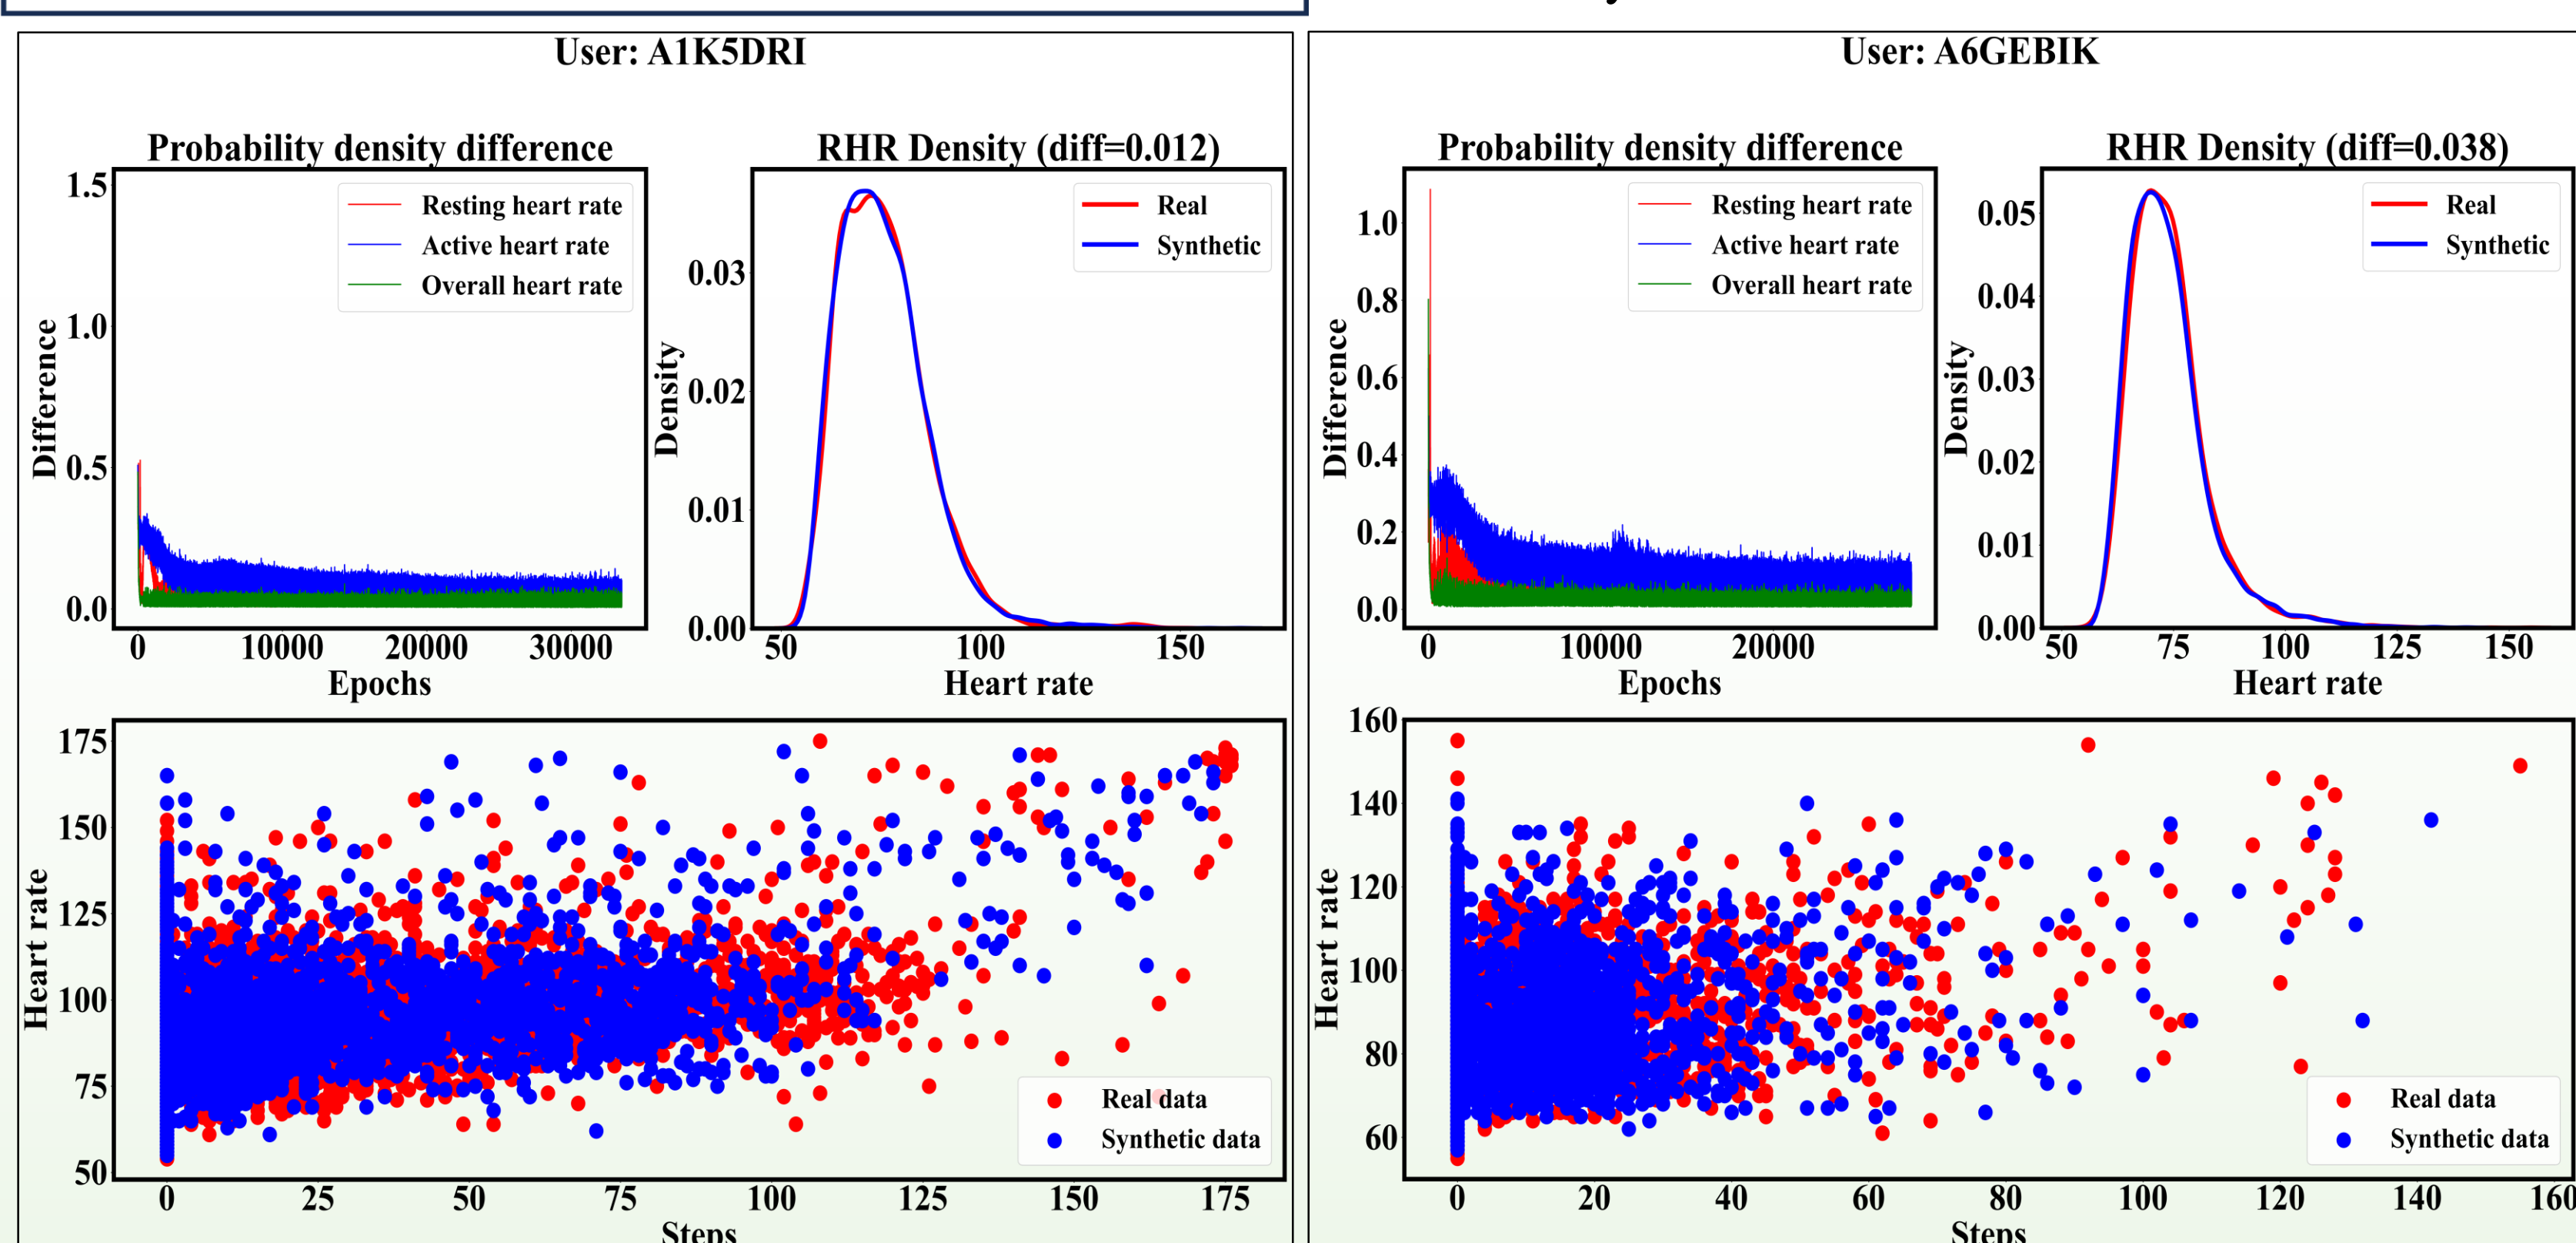 User: A1K5DRI
Probability density difference
Resting heart rate
Active heart rate
Overall heart rate
1.5
1.0
0.5
0.0
Difference
0
10000
20000
30000
Epochs
RHR Density (diff=0.012)
Real
Synthetic
0.03
0.02
0.01
0.00
Density
50
100
150
Heart rate
175
150
125
100
75
50
Heart rate
Real data
Synthetic data
0
25
50
75
100
125
150
175
Steps
User: A6GEBIK
Probability density difference
Resting heart rate
Active heart rate
Overall heart rate
1.0
0.8
0.6
0.4
0.2
0.0
Difference
0
10000
20000
Epochs
RHR Density (diff=0.038)
Real
Synthetic
0.05
0.04
0.03
0.02
0.01
0.00
Density
50
75
100
125
150
Heart rate
160
140
120
100
80
60
Heart rate
Real data
Synthetic data
0
20
40
60
80
100
120
140
160
Steps